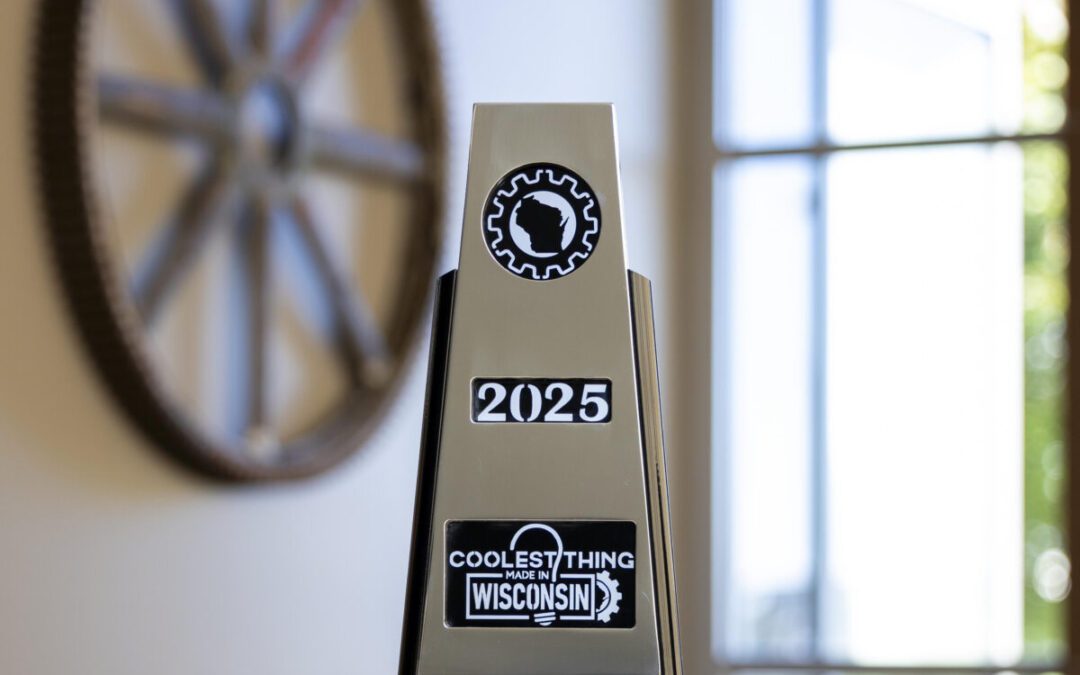 2025
COOLEST THING
MADE IN
WISCONSIN